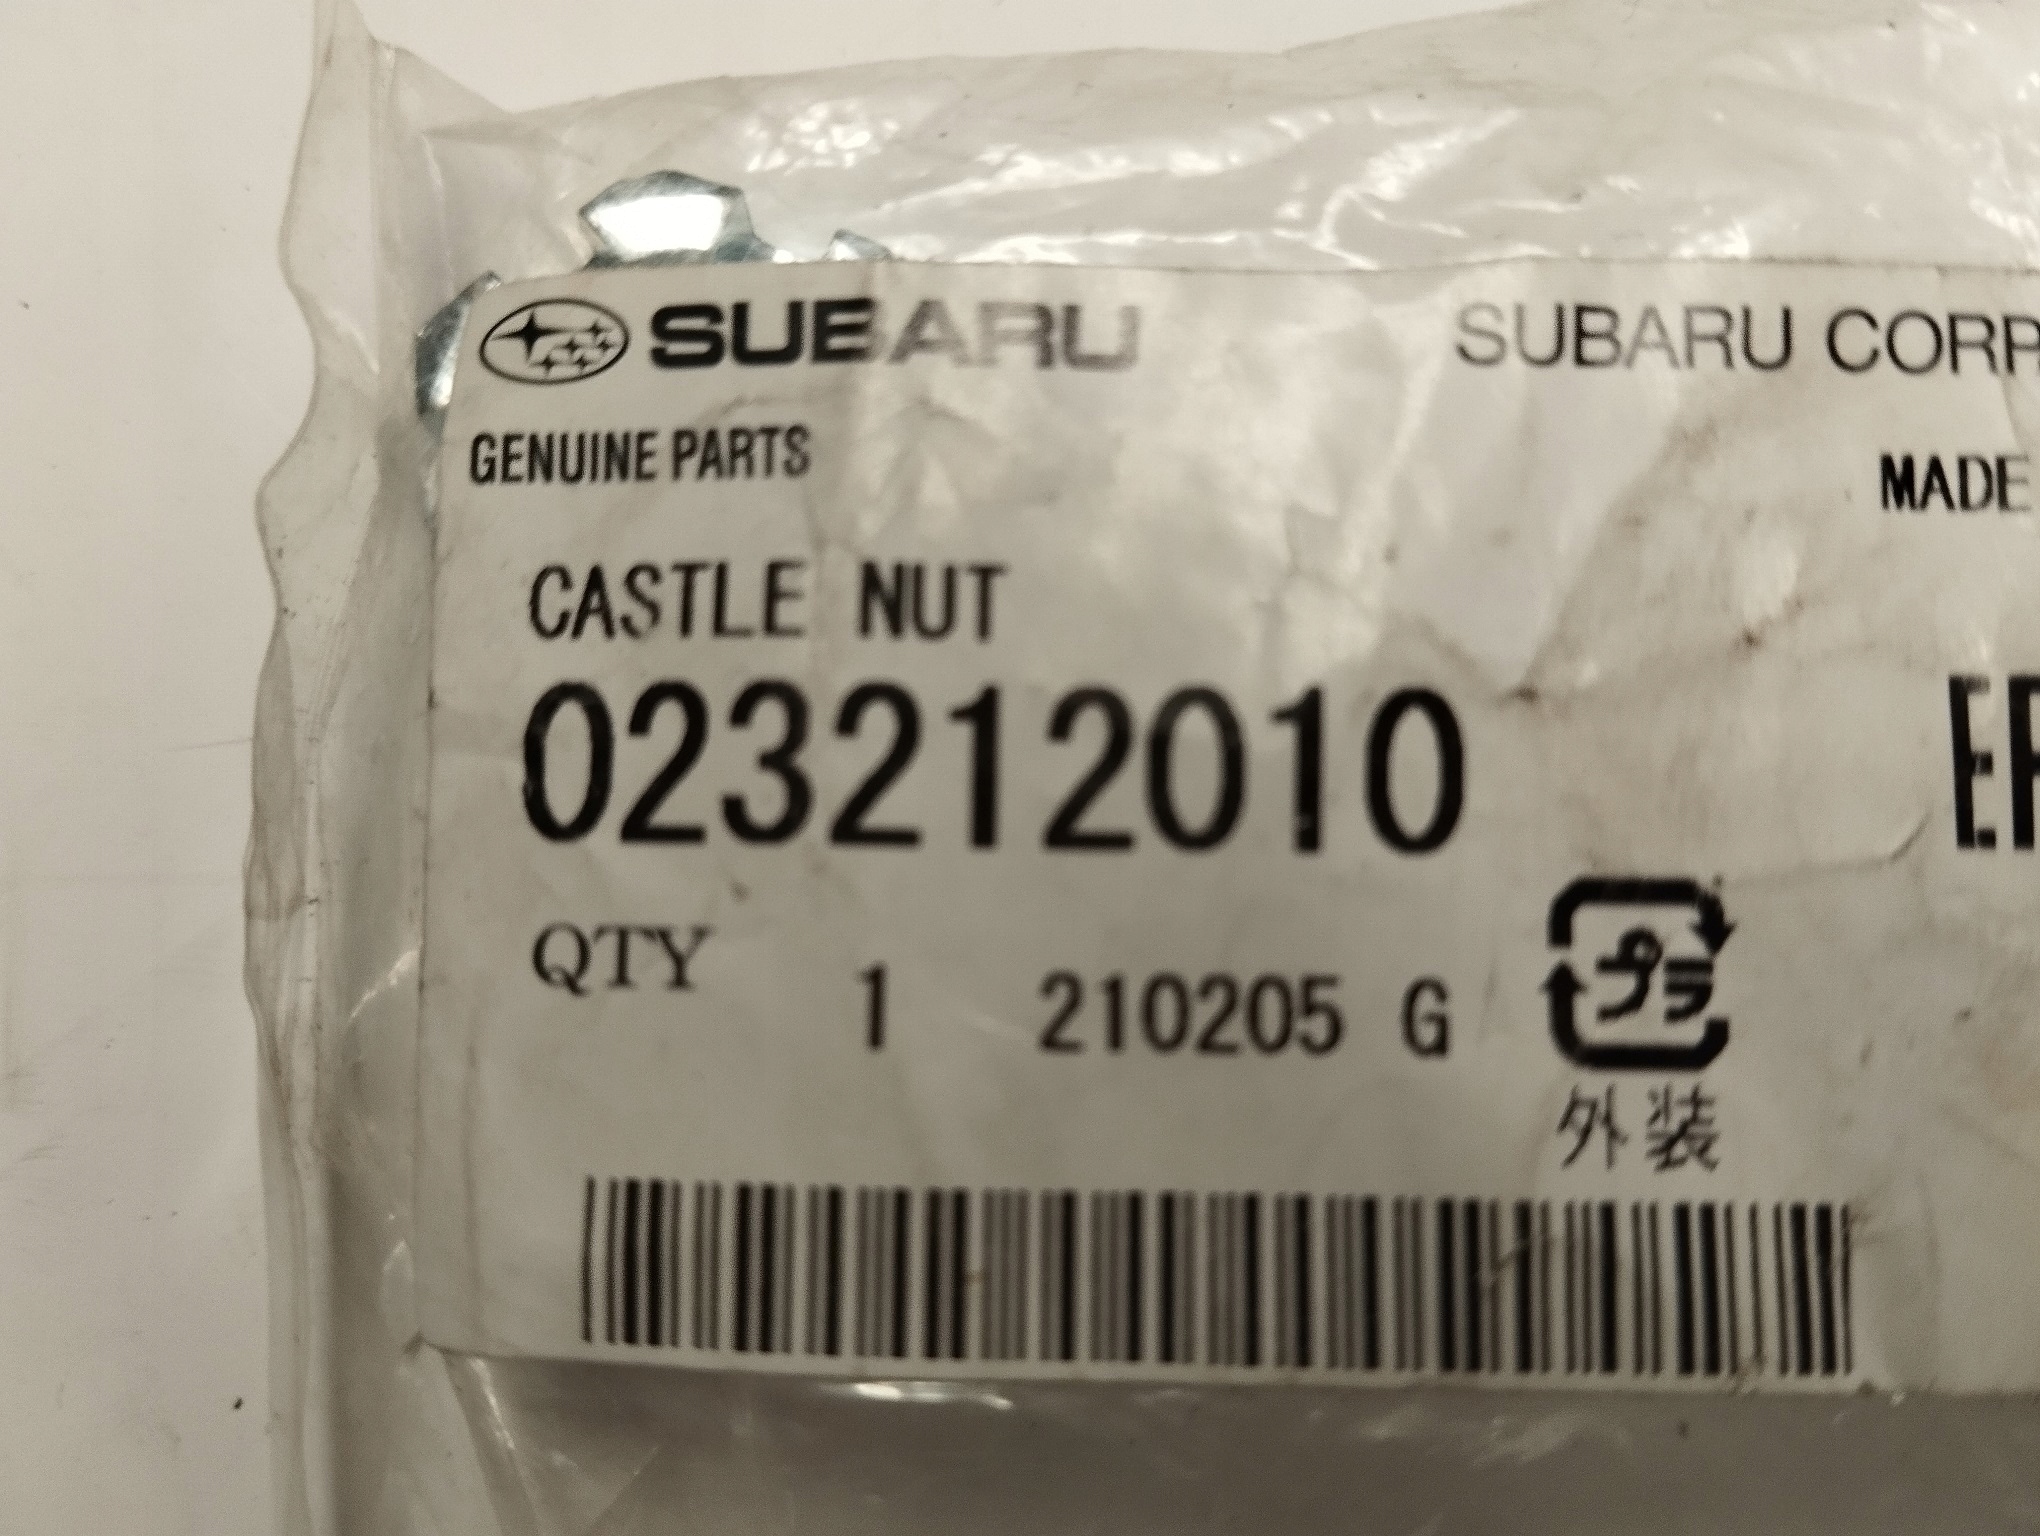 SUBARU SUBARU CORP
GENUINE PARTS
MADE
CASTLE NUT
023212010
QTY 1 210205 G
プラ
外装